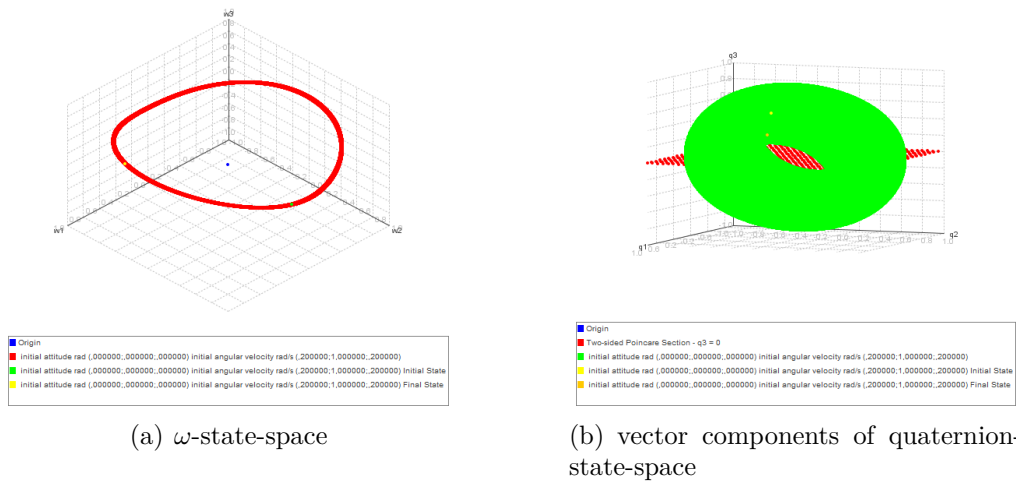 w3
w1
w2
Origin
initial attitude rad (,000000;,000000;,000000) initial angular velocity rad/s (,200000;1,000000;,200000)
initial attitude rad (,000000;,000000;,000000) initial angular velocity rad/s (,200000;1,000000;,200000) Initial State
initial attitude rad (,000000;,000000;,000000) initial angular velocity rad/s (,200000;1,000000;,200000) Final State
(a) ω-state-space
q3
q1
q2
Origin
Two-sided Poincare Section - q3 = 0
initial attitude rad (,000000;,000000;,000000) initial angular velocity rad/s (,200000;1,000000;,200000)
initial attitude rad (,000000;,000000;,000000) initial angular velocity rad/s (,200000;1,000000;,200000) Initial State
initial attitude rad (,000000;,000000;,000000) initial angular velocity rad/s (,200000;1,000000;,200000) Final State
(b) vector components of quaternion-
state-space